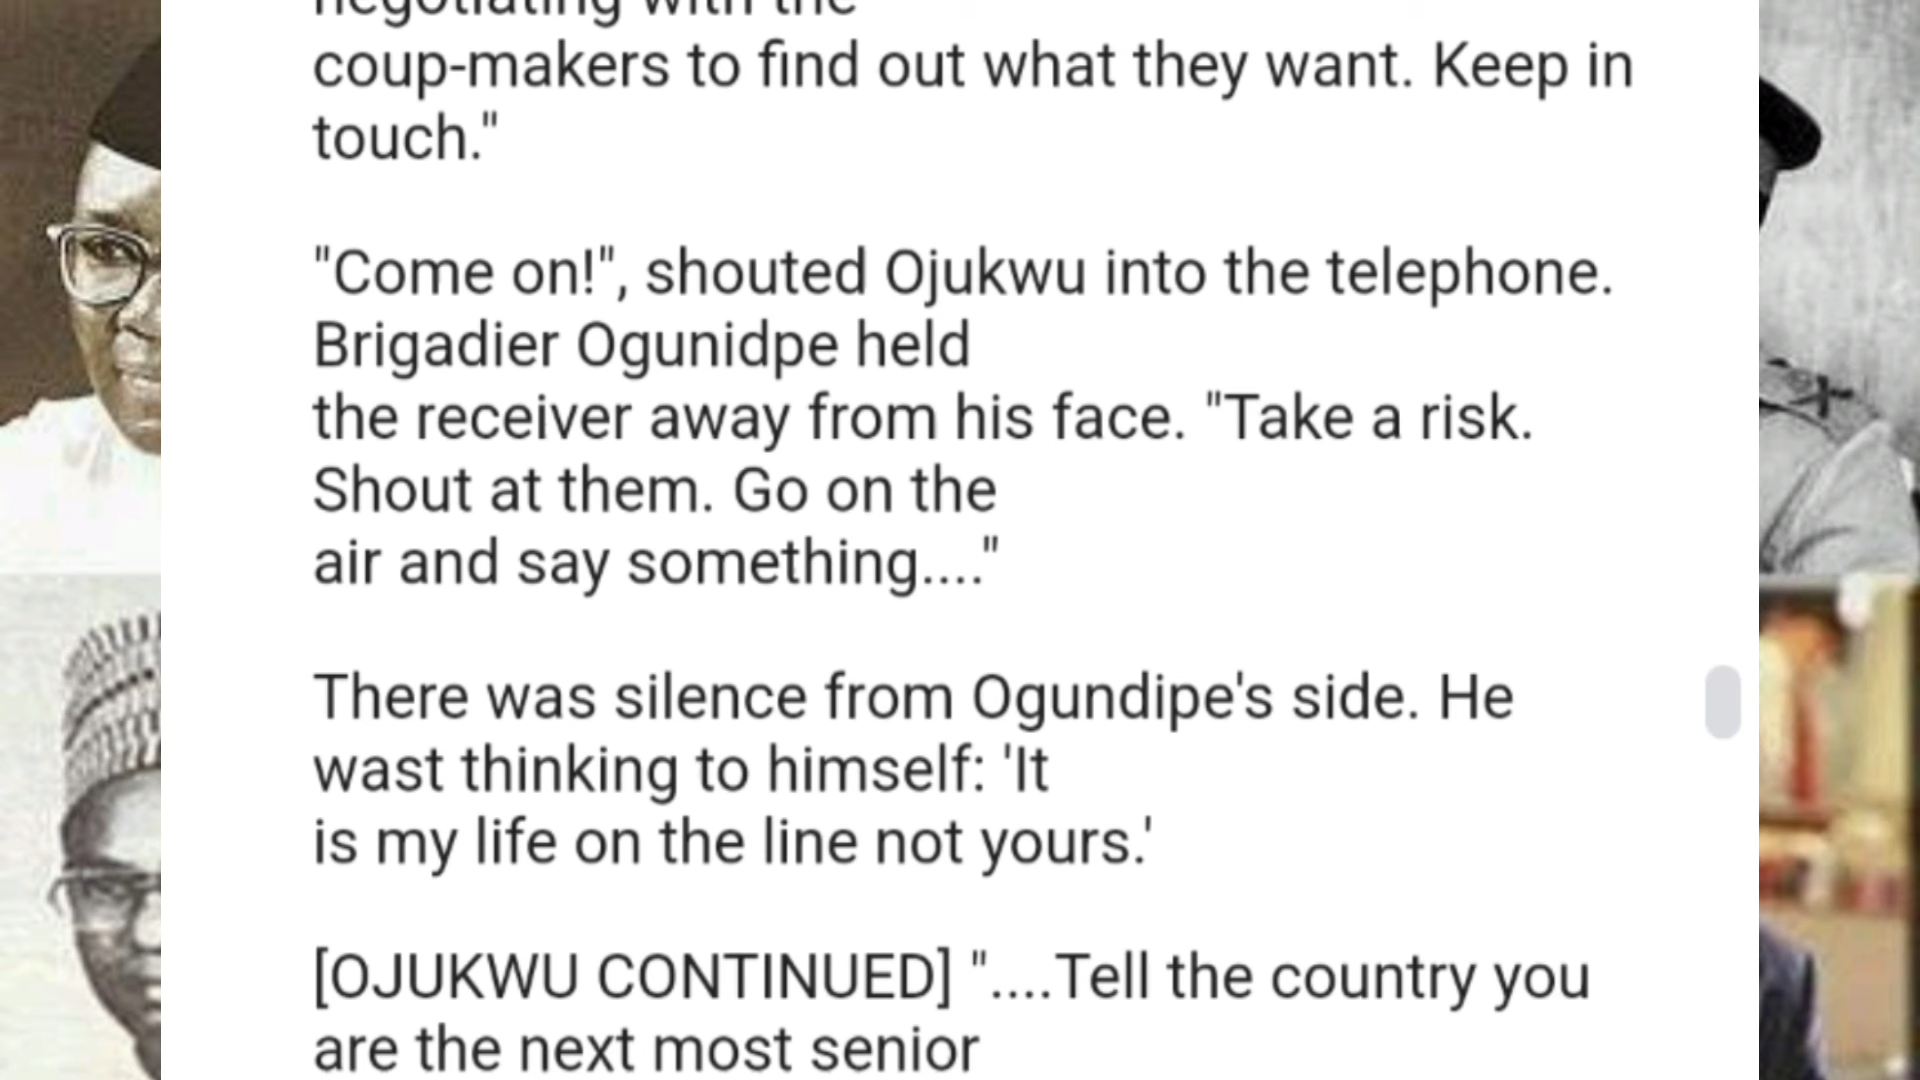 negotiating with the
coup-makers to find out what they want. Keep in
touch."
"Come on!", shouted Ojukwu into the telephone.
Brigadier Ogunidpe held
the receiver away from his face. "Take a risk.
Shout at them. Go on the
air and say something...."
There was silence from Ogundipe's side. He
wast thinking to himself: 'It
is my life on the line not yours.'
[OJUKWU CONTINUED] "....Tell the country you
are the next most senior